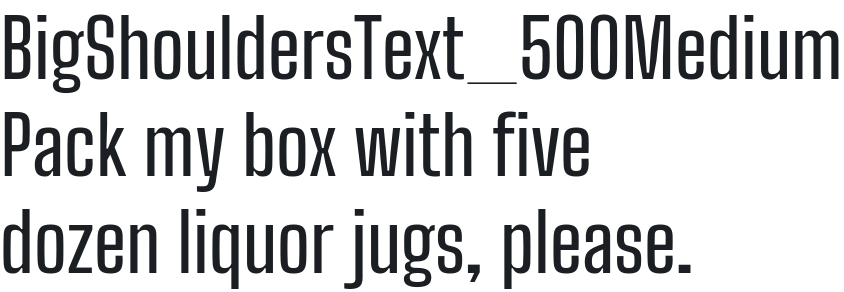 BigShouldersText_500Medium
Pack my box with five
dozen liquor jugs, please.